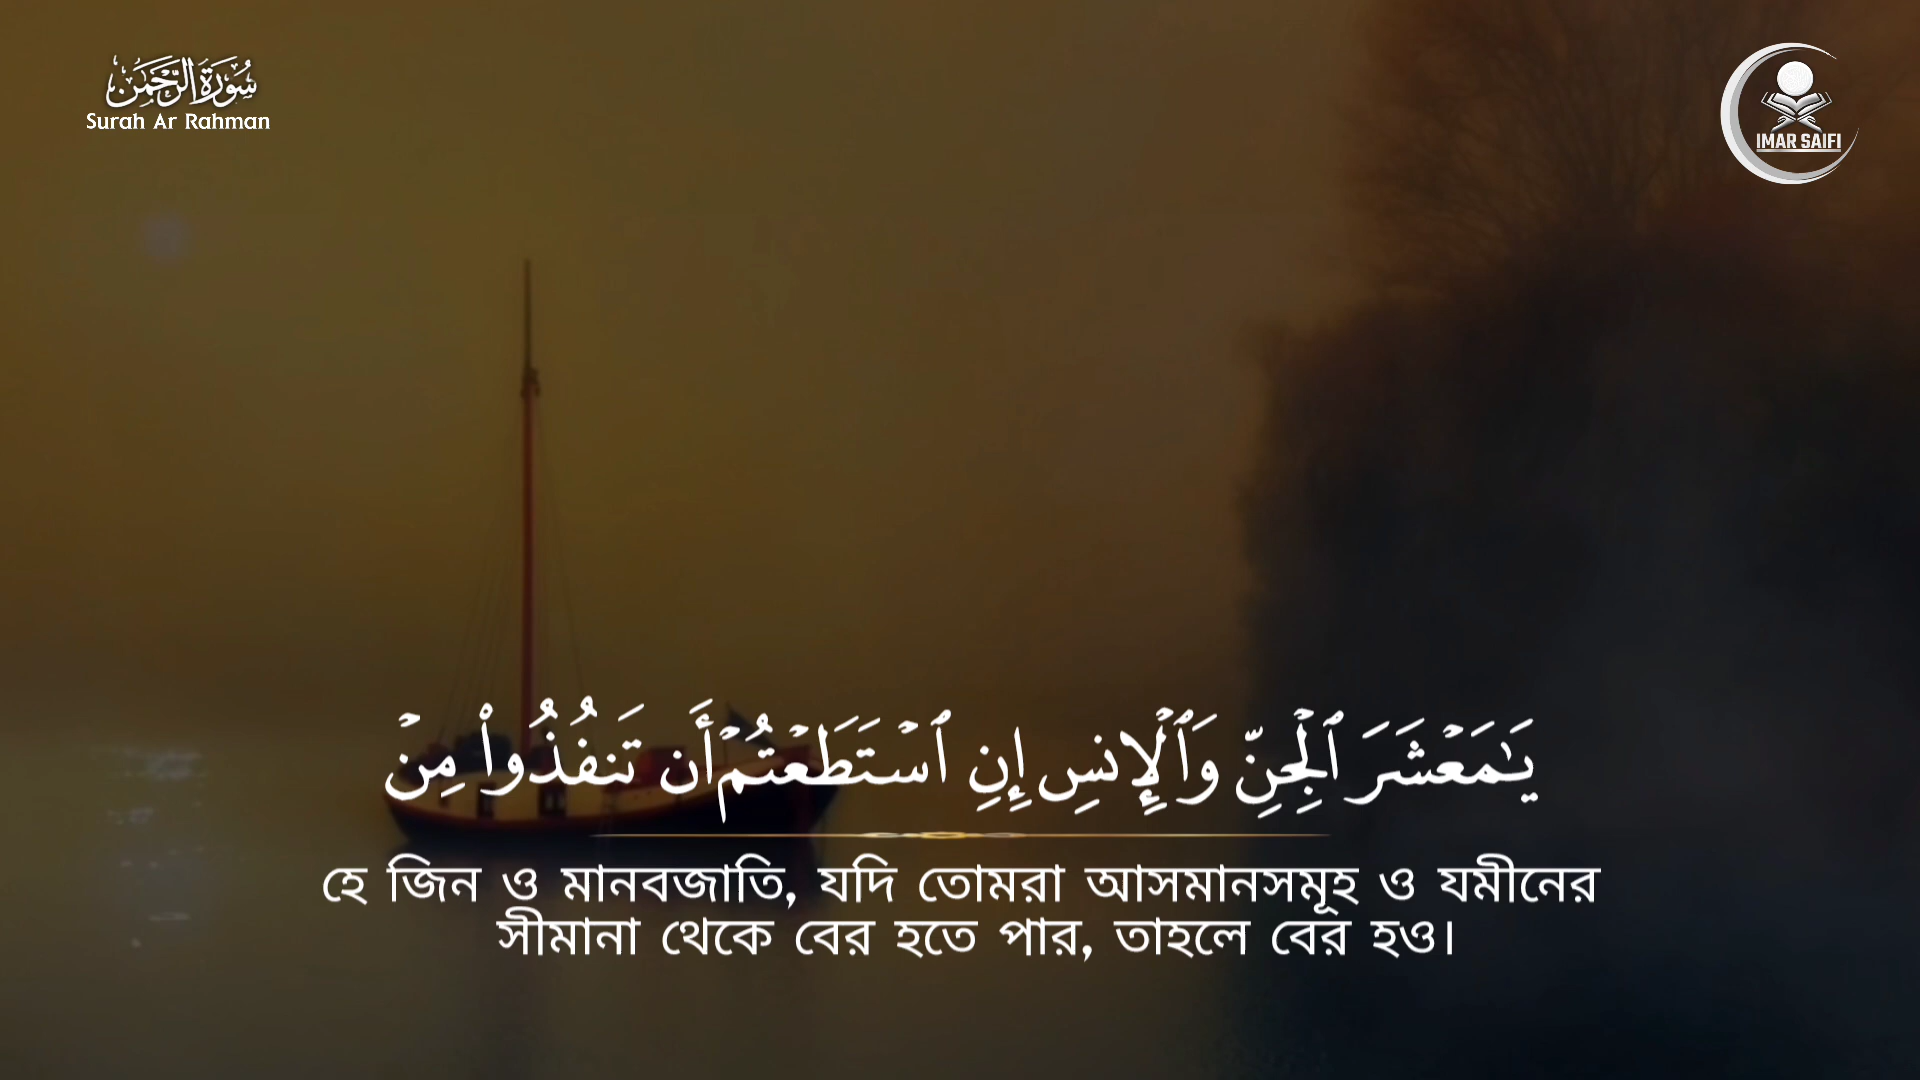 سُورَةُ الرَّحْمَٰن
Surah Ar Rahman
IMAR SAIFI
يَٰمَعۡشَرَ ٱلۡجِنِّ وَٱلۡإِنسِ إِنِ ٱسۡتَطَعۡتُمۡ أَن تَنفُذُواْ مِنۡ
হে জিন ও মানবজাতি, যদি তোমরা আসমানসমূহ ও যমীনের
সীমানা থেকে বের হতে পার, তাহলে বের হও।